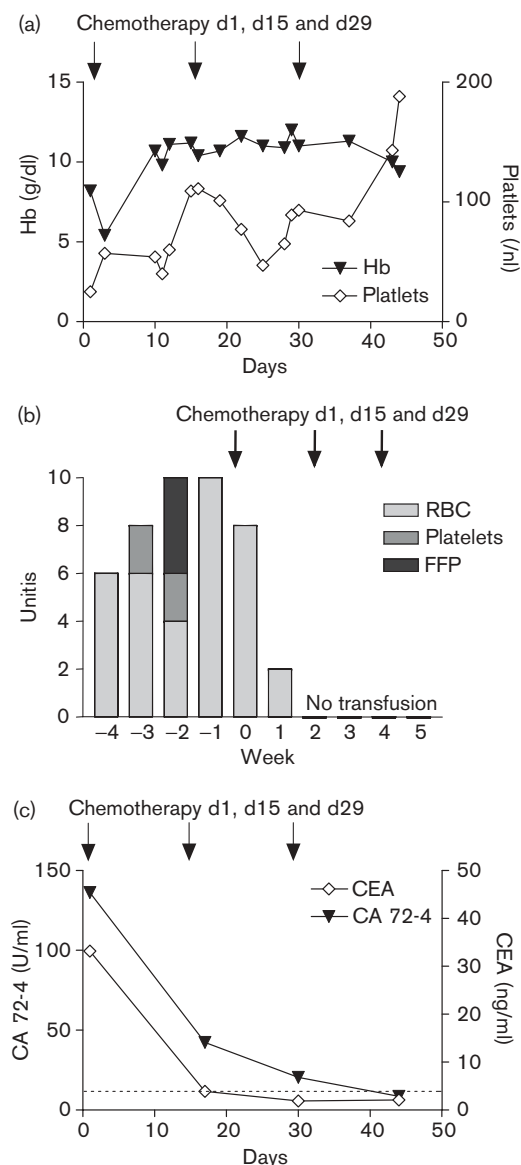 (a)
Chemotherapy d1, d15 and d29
15
10
5
0
Hb (g/dl)
200
100
0
Platelets (/nl)
Hb
Platlets
0 10 20 30 40 50
Days
(b)
Chemotherapy d1, d15 and d29
10
8
6
4
2
0
Unitis
RBC
Platelets
FFP
No transfusion
–4 –3 –2 –1 0 1 2 3 4 5
Week
(c)
Chemotherapy d1, d15 and d29
150
100
50
0
CA 72-4 (U/ml)
50
40
30
20
10
0
CEA (ng/ml)
CEA
CA 72-4
0 10 20 30 40 50
Days